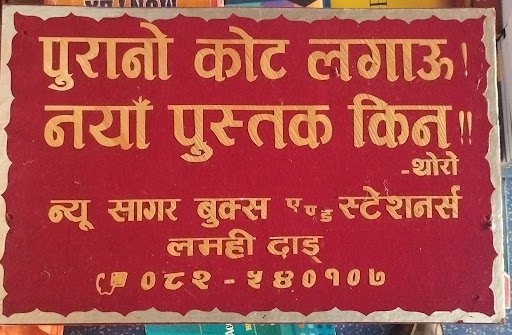 पुरानो कोट लगाऊ!
नयाँ पुस्तक किन!!
-थोरो
न्यू सागर बुक्स एण्ड स्टेशनर्स
लमही दाङ्
०८२-५४०१०७